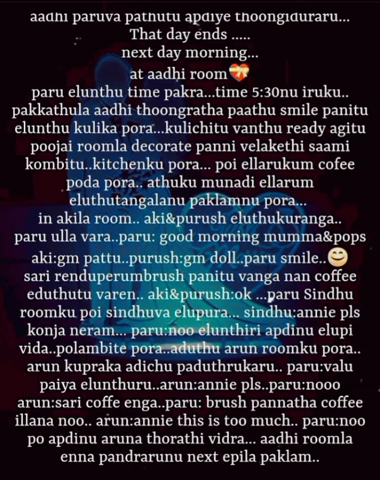 aadhi paruva pathutu apdiye thoongiduraru...
That day ends .....
next day morning...
at aadhi room💝
paru elunthu time pakra...time 5:30nu iruku..
pakkathula aadhi thoongratha paathu smile panitu
elunthu kulika pora...kulichitu vanthu ready agitu
poojai roomla decorate panni velakethi saami
kombitu..kitchenku pora... poi ellarukum cofee
poda pora.. athuku munadi ellarum
eluthutangalanu paklamnu pora...
in akila room.. aki&purush eluthukuranga..
paru ulla vara..paru: good morning mumma&pops
aki:gm pattu..purush:gm doll..paru smile..😊
sari renduperumbrush panitu vanga nan coffee
eduthutu varen.. aki&purush:ok ...paru Sindhu
roomku poi sindhuva elupura... sindhu:annie pls
konja neram... paru:noo elunthiri apdinu elupi
vida..polambite pora..aduthu arun roomku pora..
arun kupraka adichu paduthrukaru.. paru:valu
paiya elunthuru..arun:annie pls..paru:nooo
arun:sari coffe enga..paru: brush pannatha coffee
illana noo.. arun:annie this is too much.. paru:noo
po apdinu aruna thorathi vidra... aadhi roomla
enna pandrarunu next epila paklam..